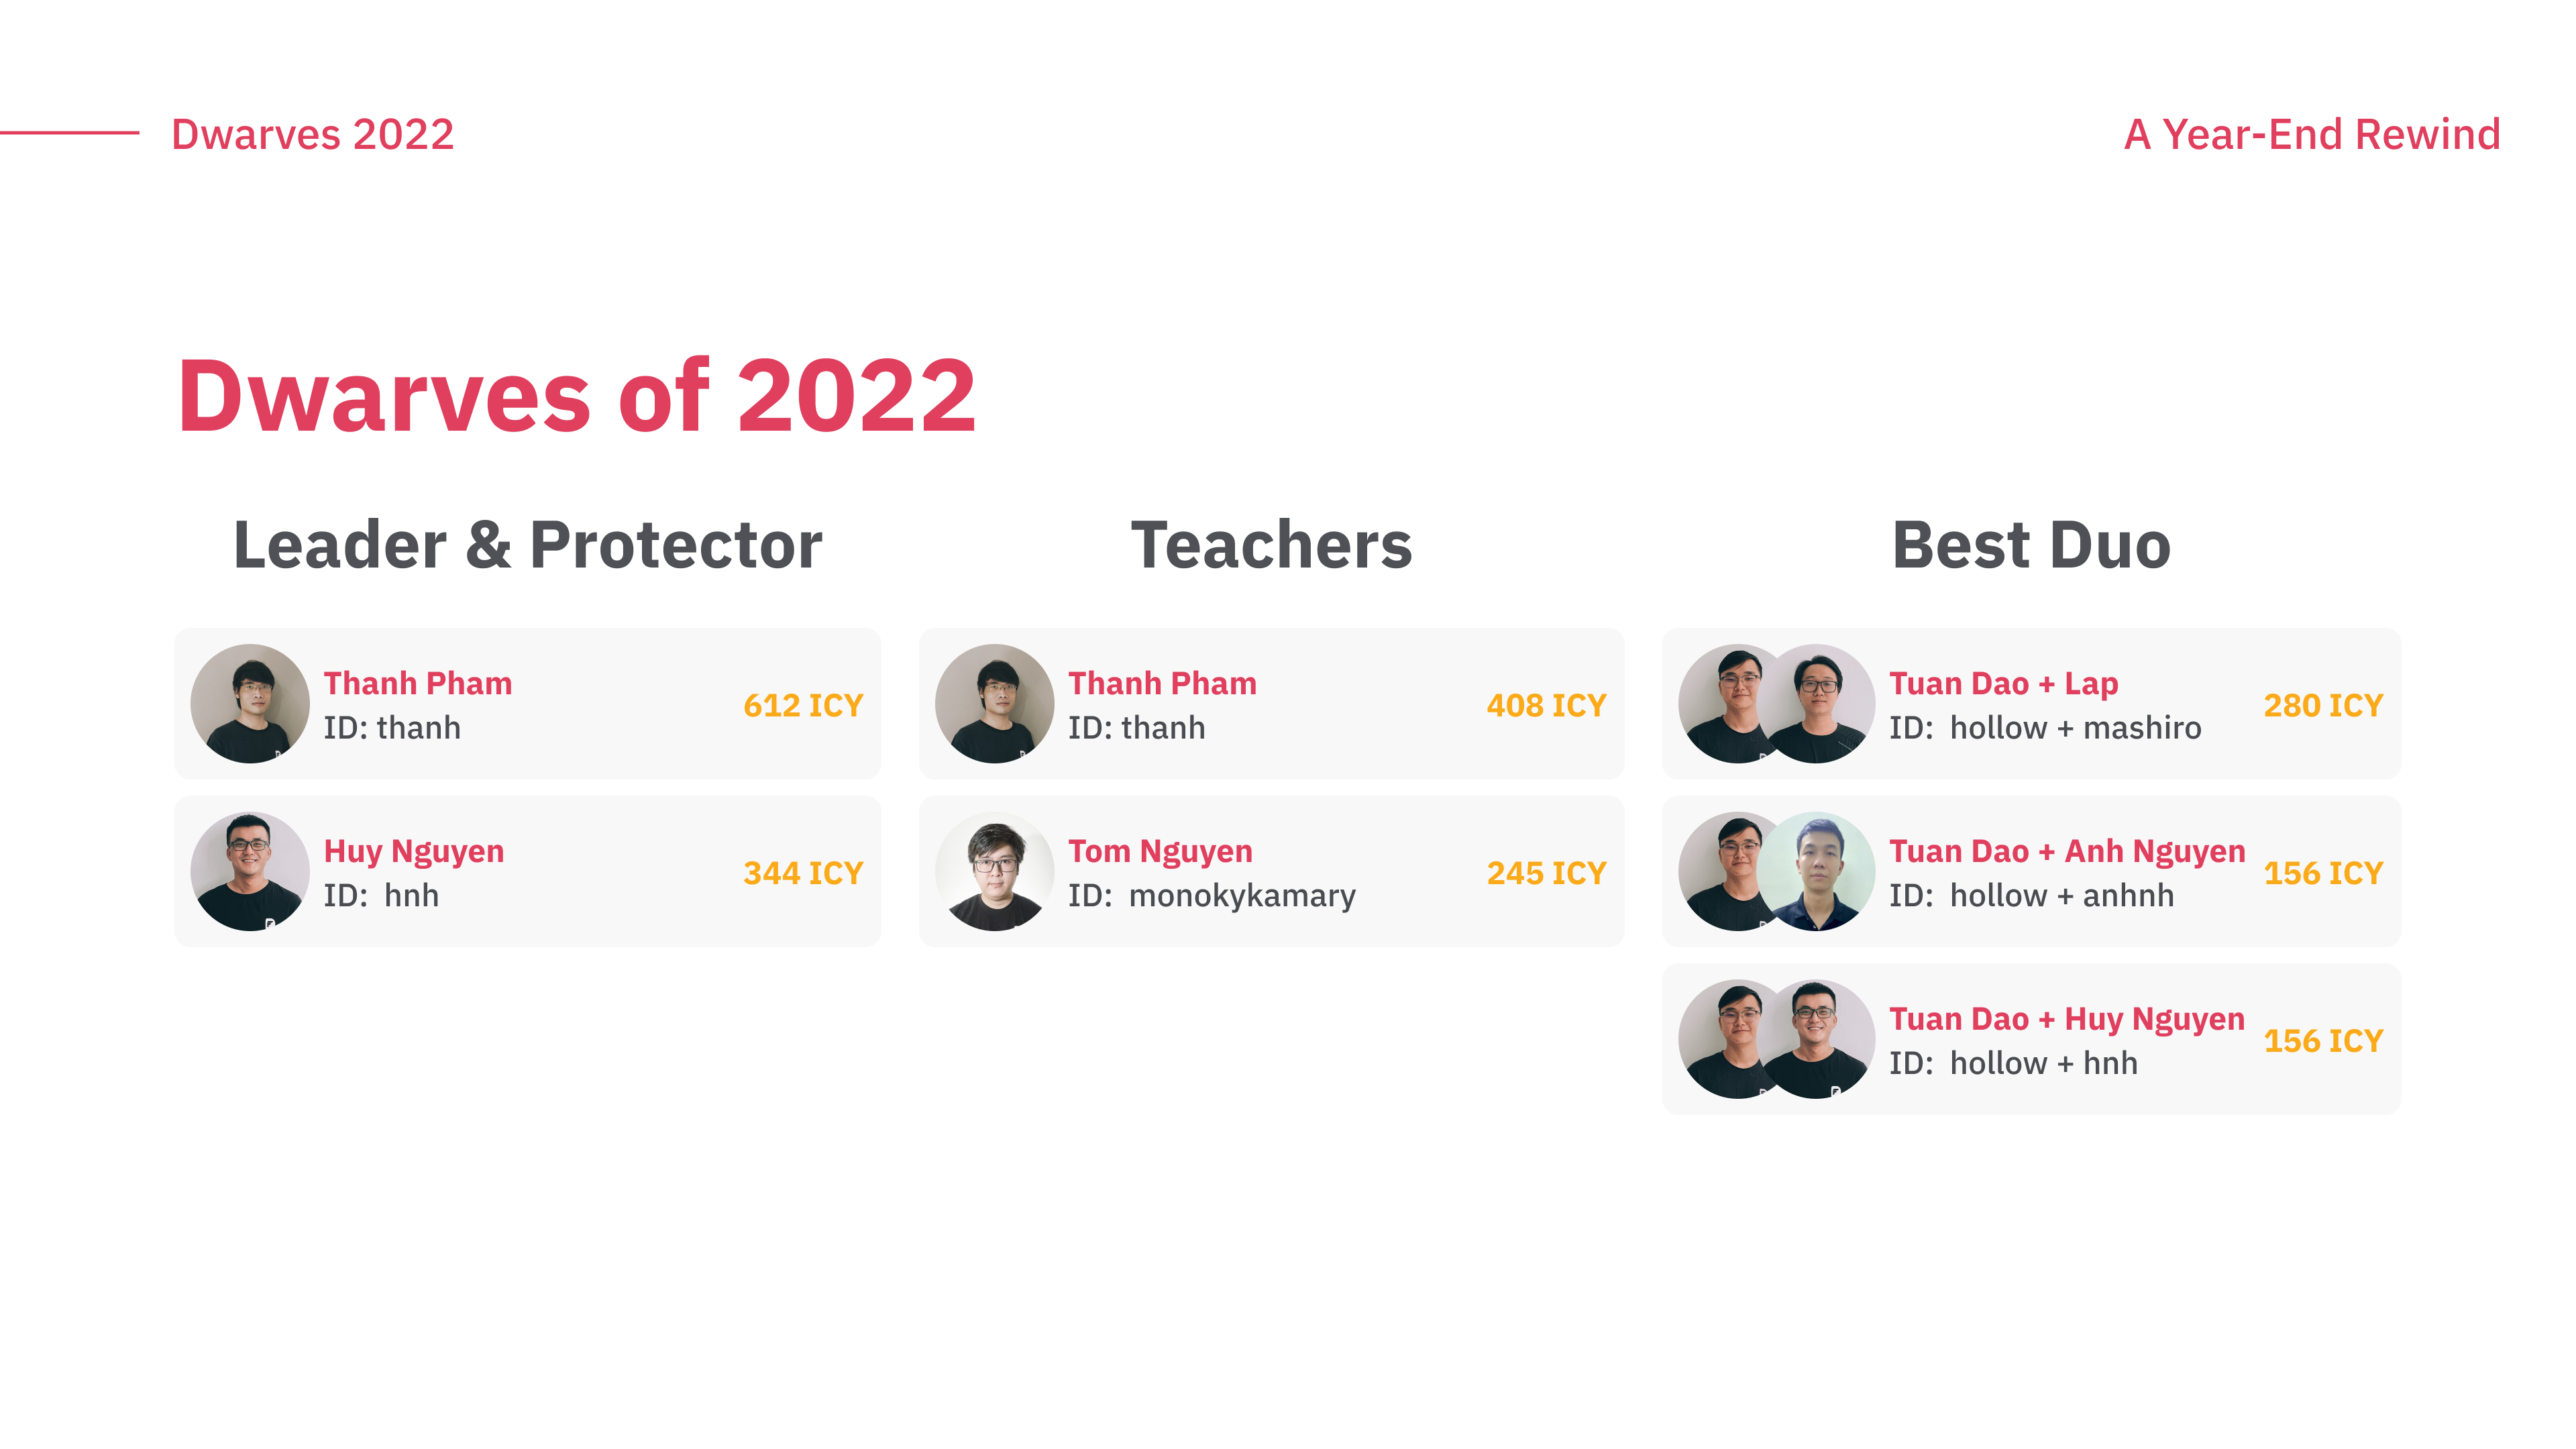 Dwarves 2022
A Year-End Rewind
Dwarves of 2022
Leader & Protector
Thanh Pham
ID: thanh
612 ICY
Huy Nguyen
ID: hnh
344 ICY
Teachers
Thanh Pham
ID: thanh
408 ICY
Tom Nguyen
ID: monokykamary
245 ICY
Best Duo
Tuan Dao + Lap
ID: hollow + mashiro
280 ICY
Tuan Dao + Anh Nguyen
ID: hollow + anhnh
156 ICY
Tuan Dao + Huy Nguyen
ID: hollow + hnh
156 ICY